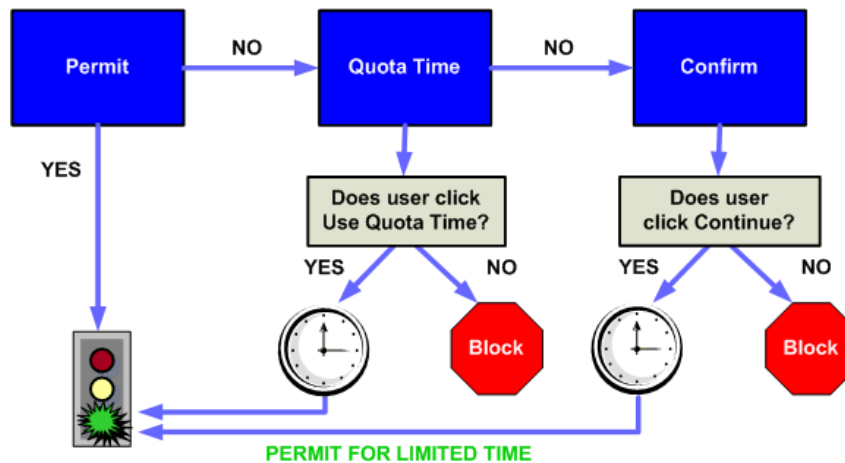 Permit
NO
Quota Time
NO
Confirm
YES
Does user click
Use Quota Time?
Does user
click Continue?
YES
NO
YES
NO
Block
Block
PERMIT FOR LIMITED TIME